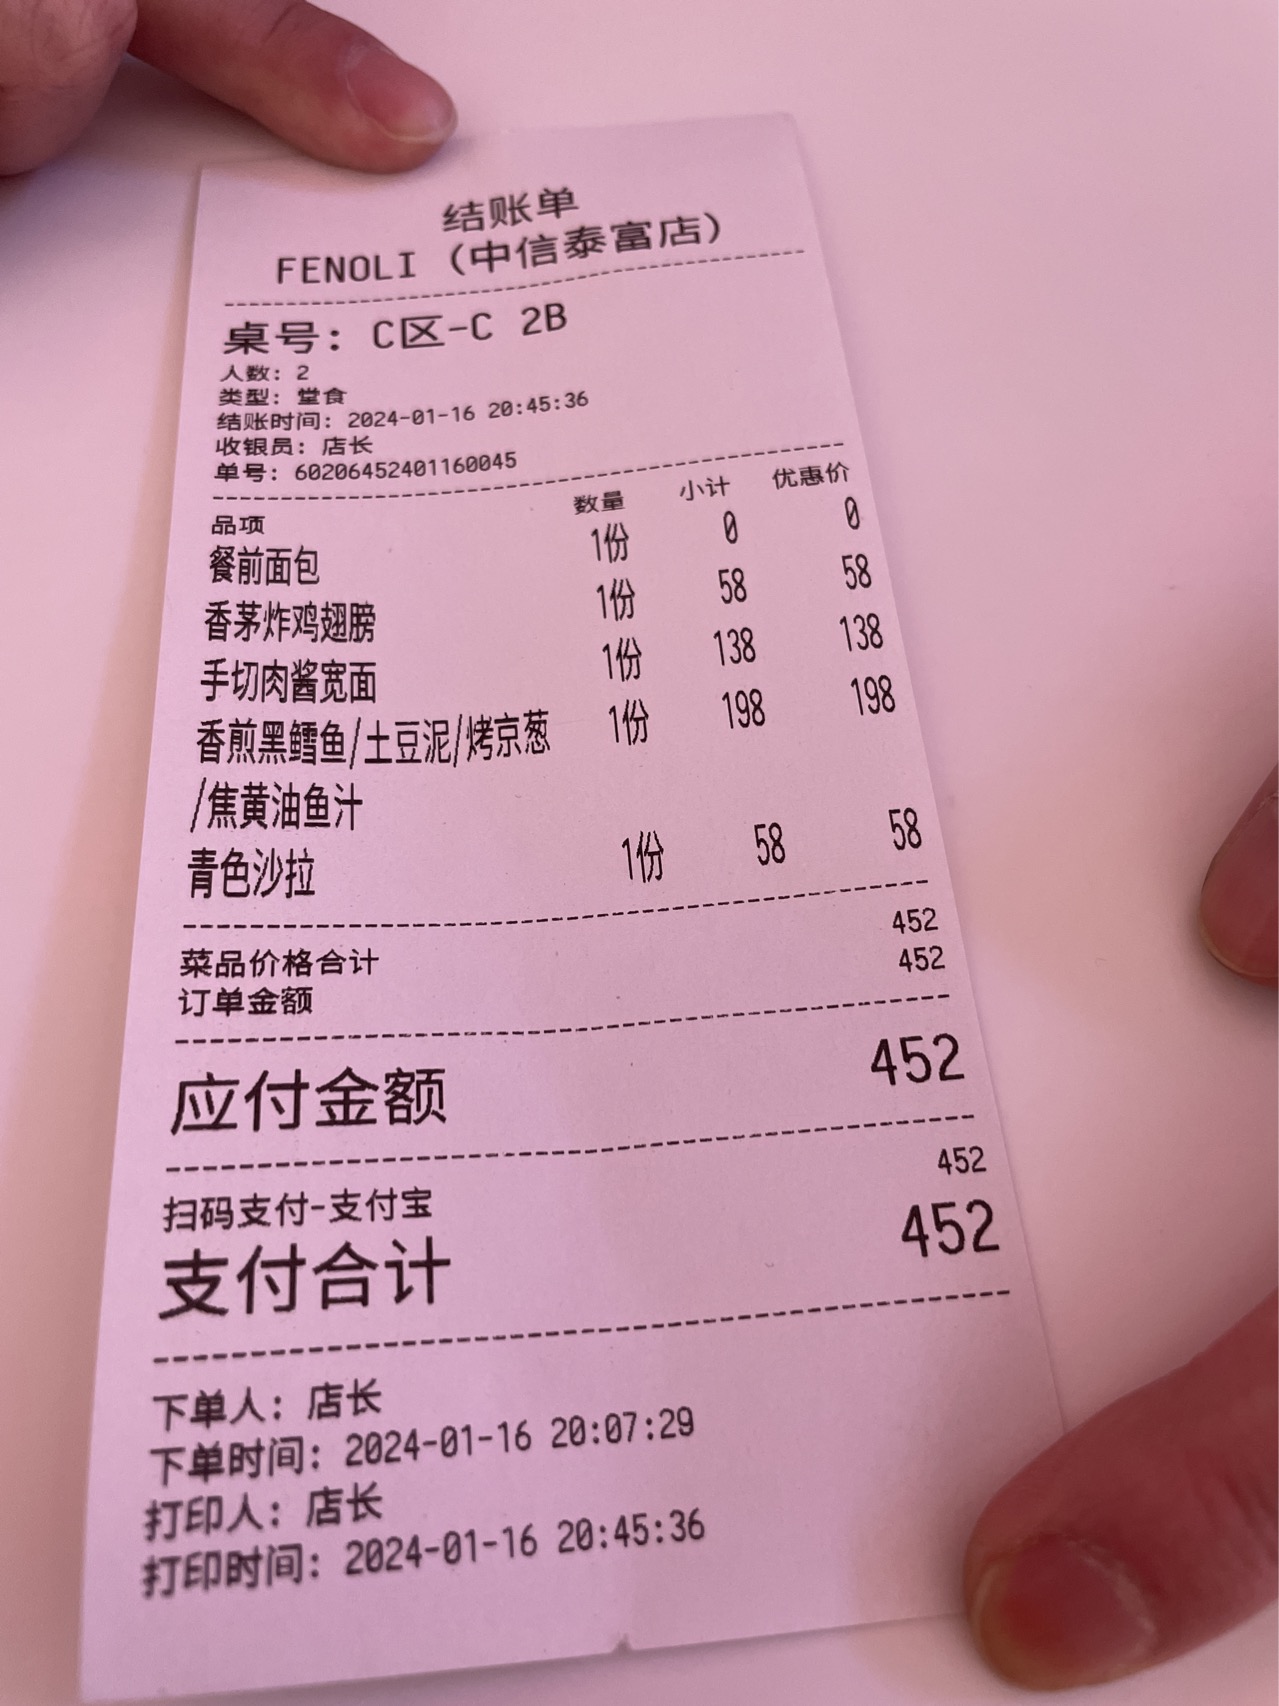 结账单
FENOLI (中信泰富店)
桌号: C区-C 2B
人数: 2
类型: 堂食
结账时间: 2024-01-16 20:45:36
收银员: 店长
单号: 60206452401160045
品项 数量 小计 优惠价
餐前面包 1份 0 0
香茅炸鸡翅膀 1份 58 58
手切肉酱宽面 1份 138 138
香煎黑鳕鱼/土豆泥/烤京葱 1份 198 198
/焦黄油鱼汁
青色沙拉 1份 58 58
菜品价格合计 452
订单金额 452
应付金额 452
扫码支付-支付宝 452
支付合计 452
下单人: 店长
下单时间: 2024-01-16 20:07:29
打印人: 店长
打印时间: 2024-01-16 20:45:36